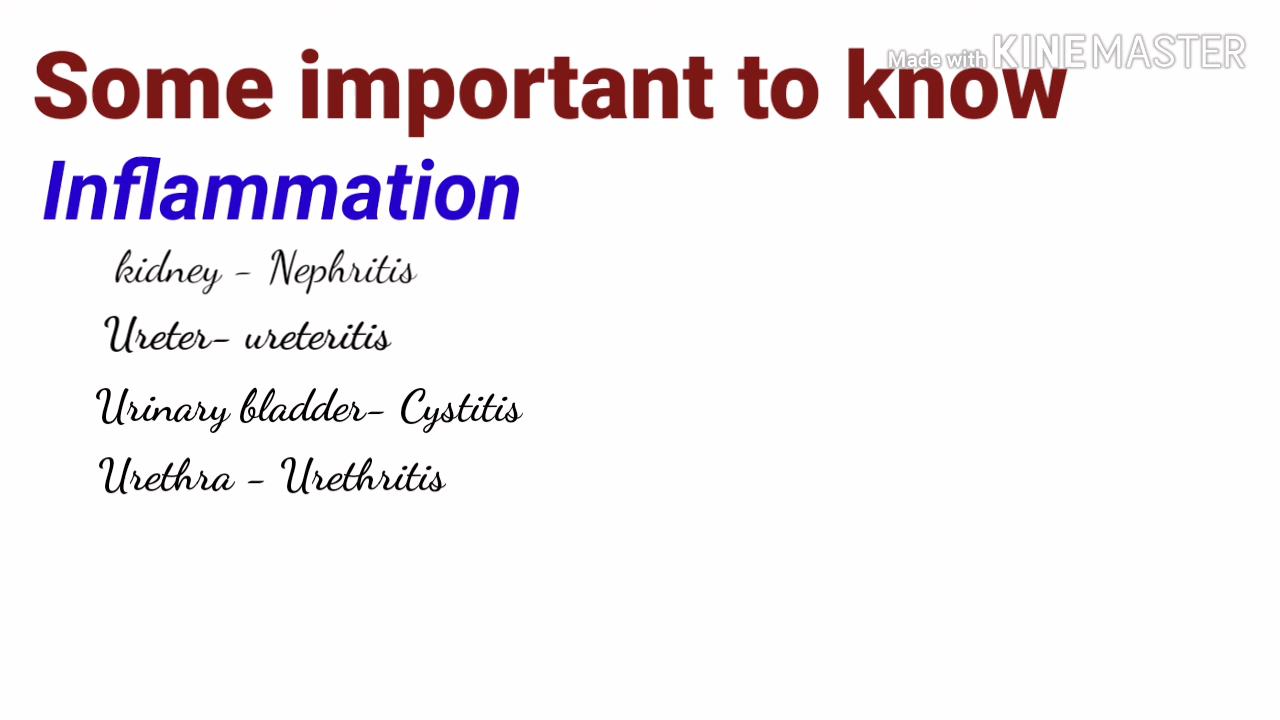 Made with KINEMASTER
Some important to know
Inflammation
kidney - Nephritis
Ureter- ureteritis
Urinary bladder- Cystitis
Urethra - Urethritis